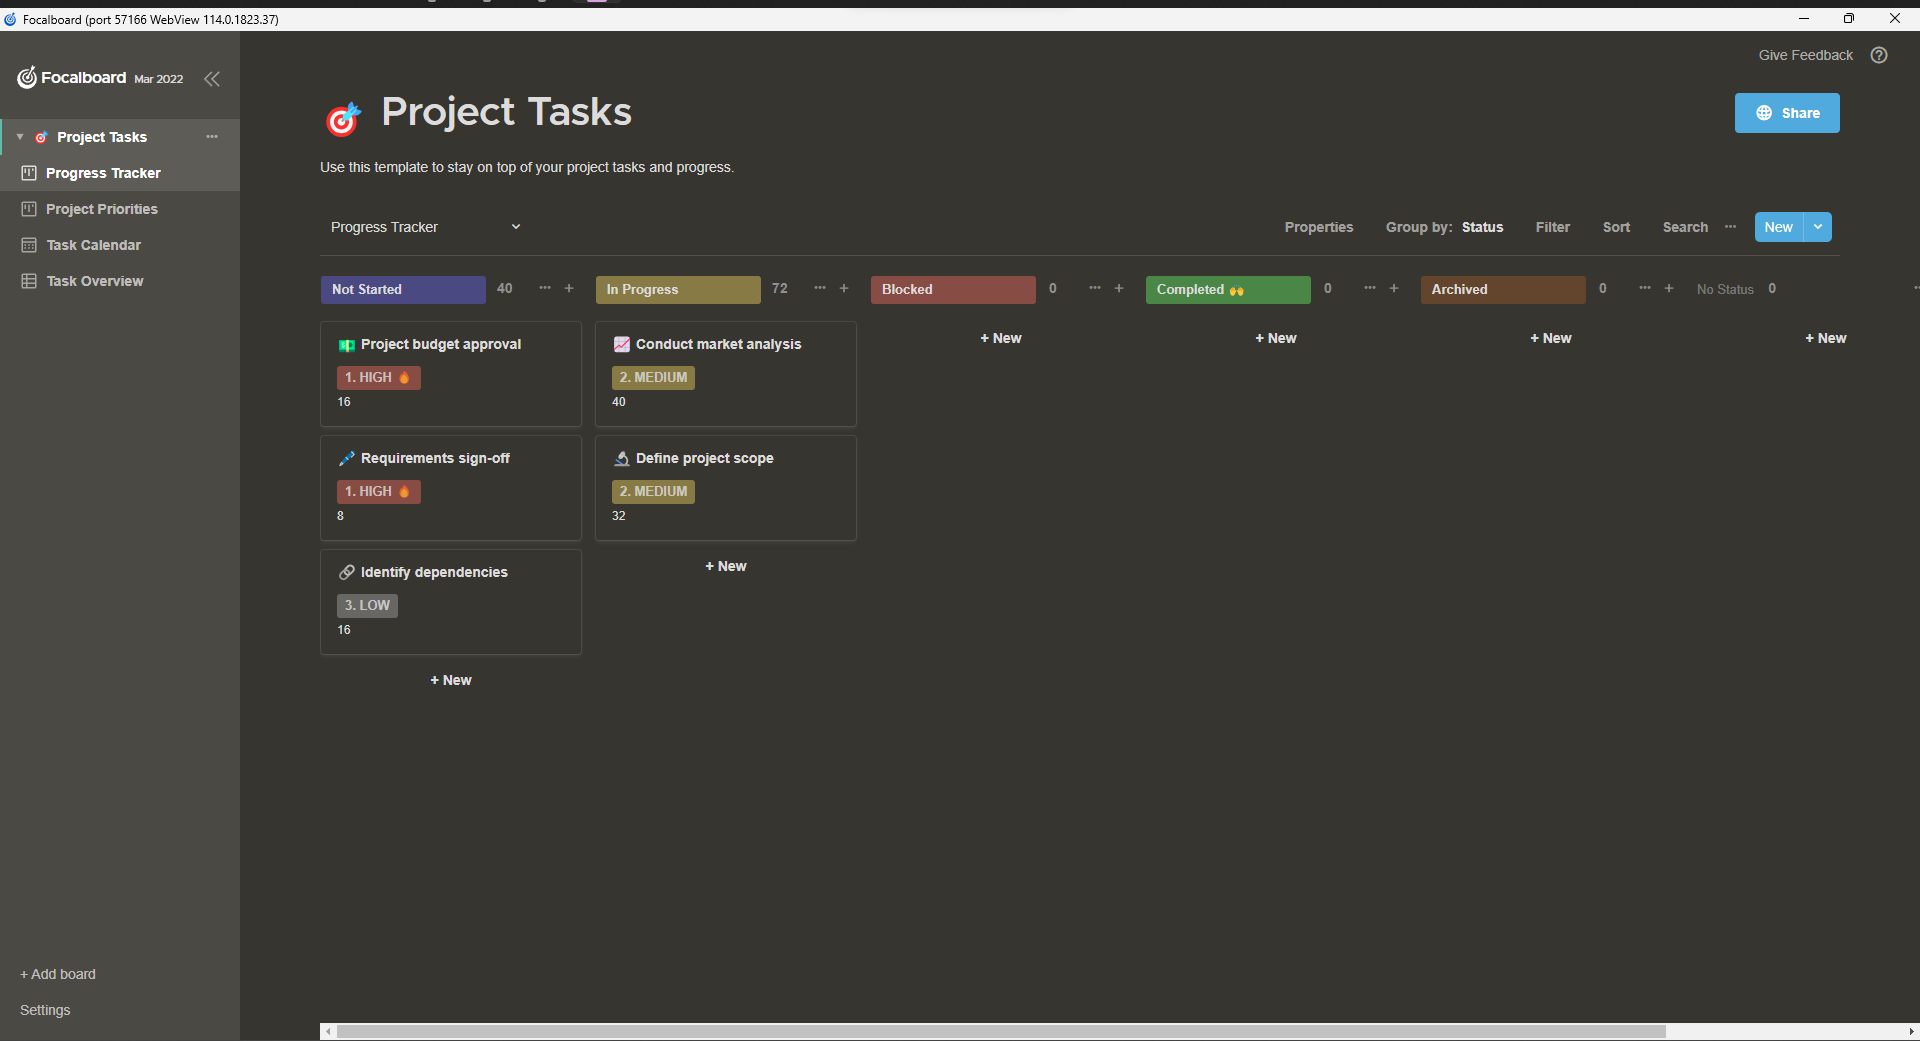 Focalboard (port 57166 WebView 114.0.1823.37)
Give Feedback
Focalboard Mar 2022
Project Tasks
Progress Tracker
Project Priorities
Task Calendar
Task Overview
+ Add board
Settings
Project Tasks
Share
Use this template to stay on top of your project tasks and progress.
Progress Tracker
Properties Group by: Status Filter Sort Search New
Not Started 40
In Progress 72
Blocked 0
Completed 🙌 0
Archived 0
No Status 0
Project budget approval
1. HIGH 🔥
16
Requirements sign-off
1. HIGH 🔥
8
Identify dependencies
3. LOW
16
+ New
Conduct market analysis
2. MEDIUM
40
Define project scope
2. MEDIUM
32
+ New
+ New
+ New
+ New
+ New